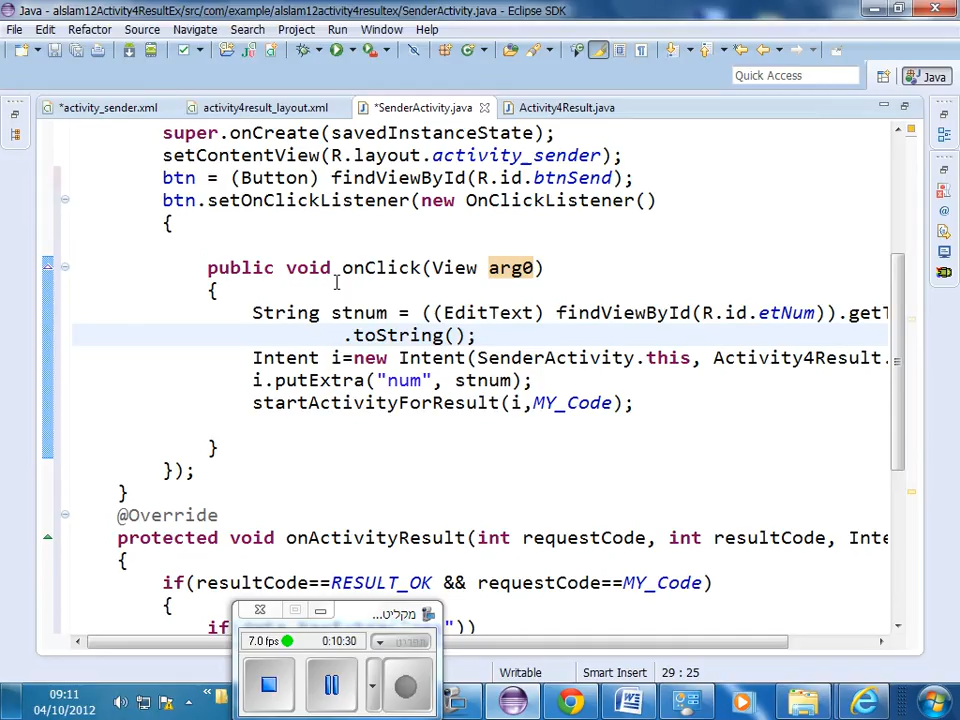 Java - alslam12Activity4ResultEx/src/com/example/alslam12activity4resultex/SenderActivity.java - Eclipse SDK
File Edit Refactor Source Navigate Search Project Run Window Help
Quick Access
Java
*activity_sender.xml activity4result_layout.xml *SenderActivity.java Activity4Result.java
super.onCreate(savedInstanceState);
setContentView(R.layout.activity_sender);
btn = (Button) findViewById(R.id.btnSend);
btn.setOnClickListener(new OnClickListener()
{
public void onClick(View arg0)
{
String stnum = ((EditText) findViewById(R.id.etNum)).getT
.toString();
Intent i=new Intent(SenderActivity.this, Activity4Result.
i.putExtra("num", stnum);
startActivityForResult(i,MY_Code);
}
});
}
@Override
protected void onActivityResult(int requestCode, int resultCode, Inte
{
if(resultCode==RESULT_OK && requestCode==MY_Code)
{
if
"))
מקליט...
7.0 fps 0:10:30 תפריט
Writable Smart Insert 29 : 25
09:11
04/10/2012